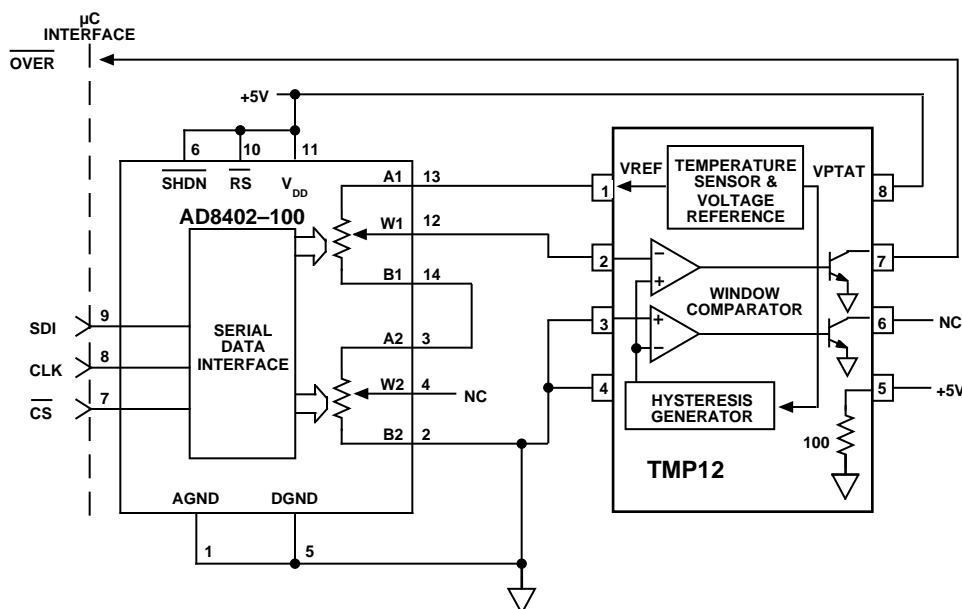 µC
INTERFACE
OVER
+5V
6 10 11
SHDN RS VDD
AD8402–100
A1 13
W1 12
B1 14
A2 3
W2 4 NC
B2 2
SERIAL
DATA
INTERFACE
SDI 9
CLK 8
CS 7
AGND DGND
1 5
VREF
TEMPERATURE
SENSOR &
VOLTAGE
REFERENCE
VPTAT
1
2
3
4
8
7
6 NC
5 +5V
− +
+ −
WINDOW
COMPARATOR
HYSTERESIS
GENERATOR
100
TMP12